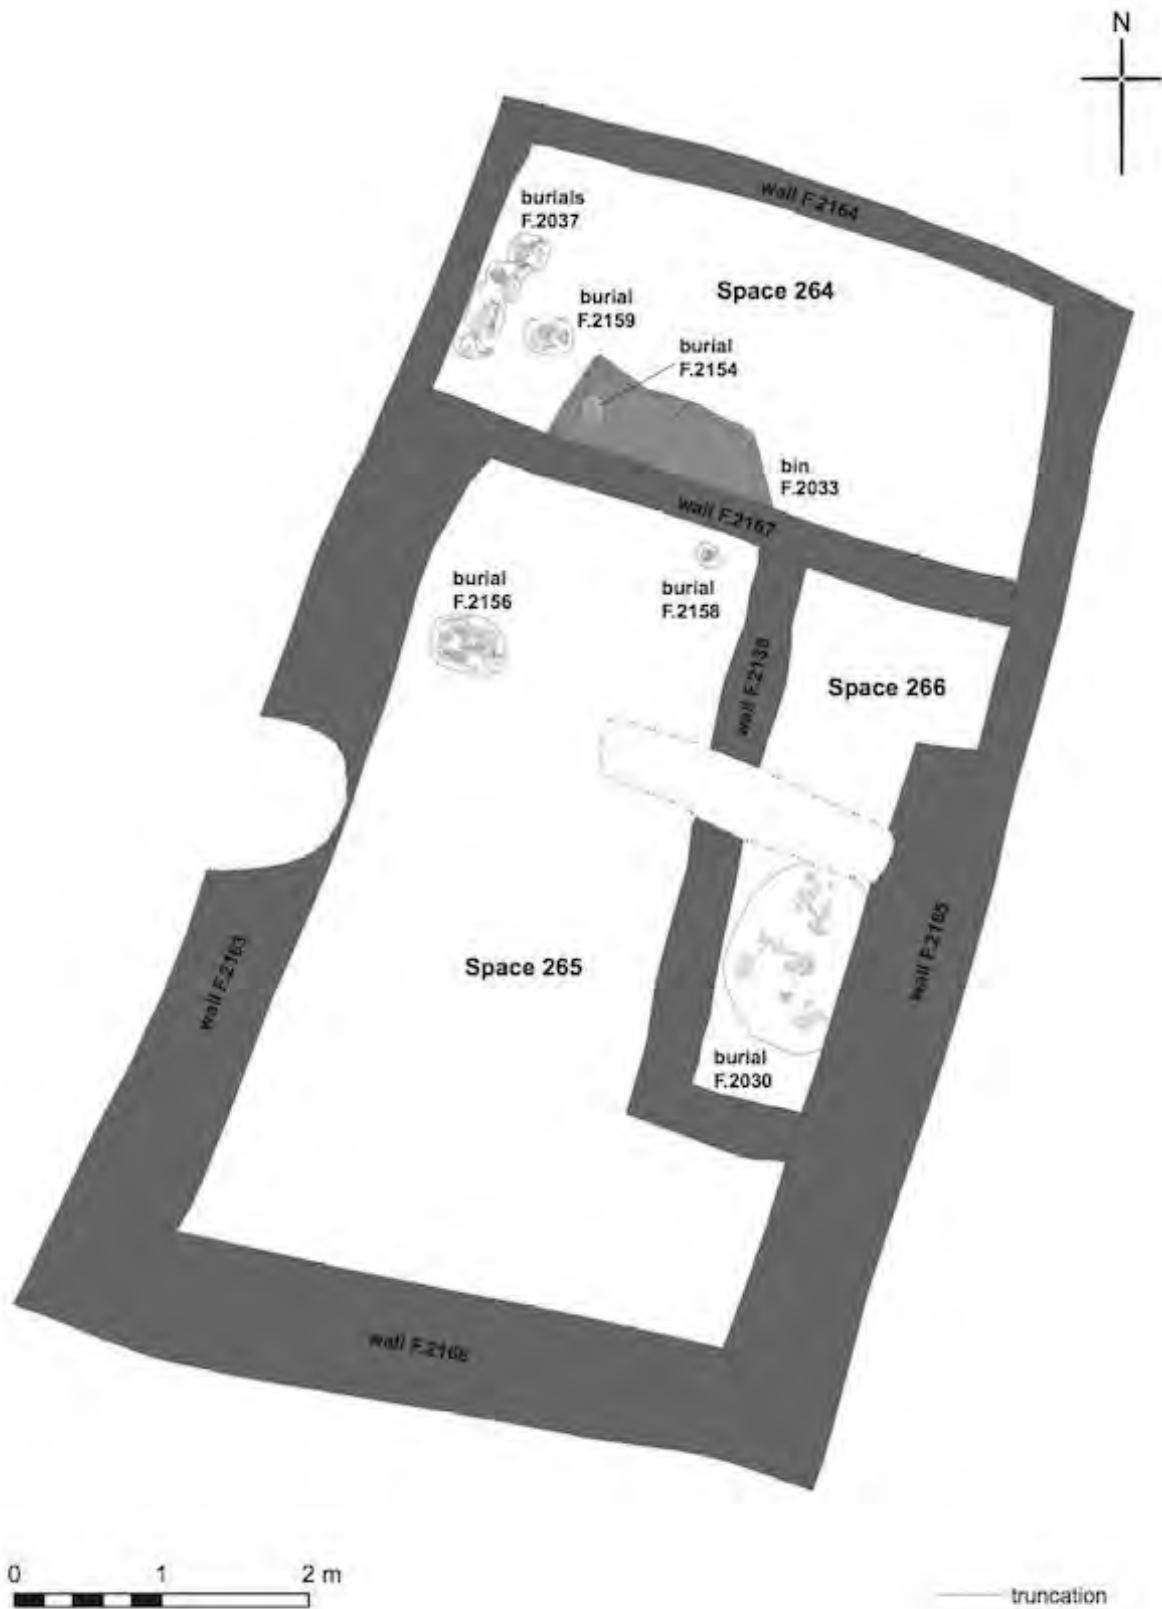 N
wall F.2164
burials
F.2037
Space 264
burial
F.2159
burial
F.2154
bin
F.2033
wall F.2167
burial
F.2156
burial
F.2158
wall F.2138
Space 266
wall F.2165
wall F.2163
Space 265
burial
F.2030
wall F.2166
0 1 2 m
truncation